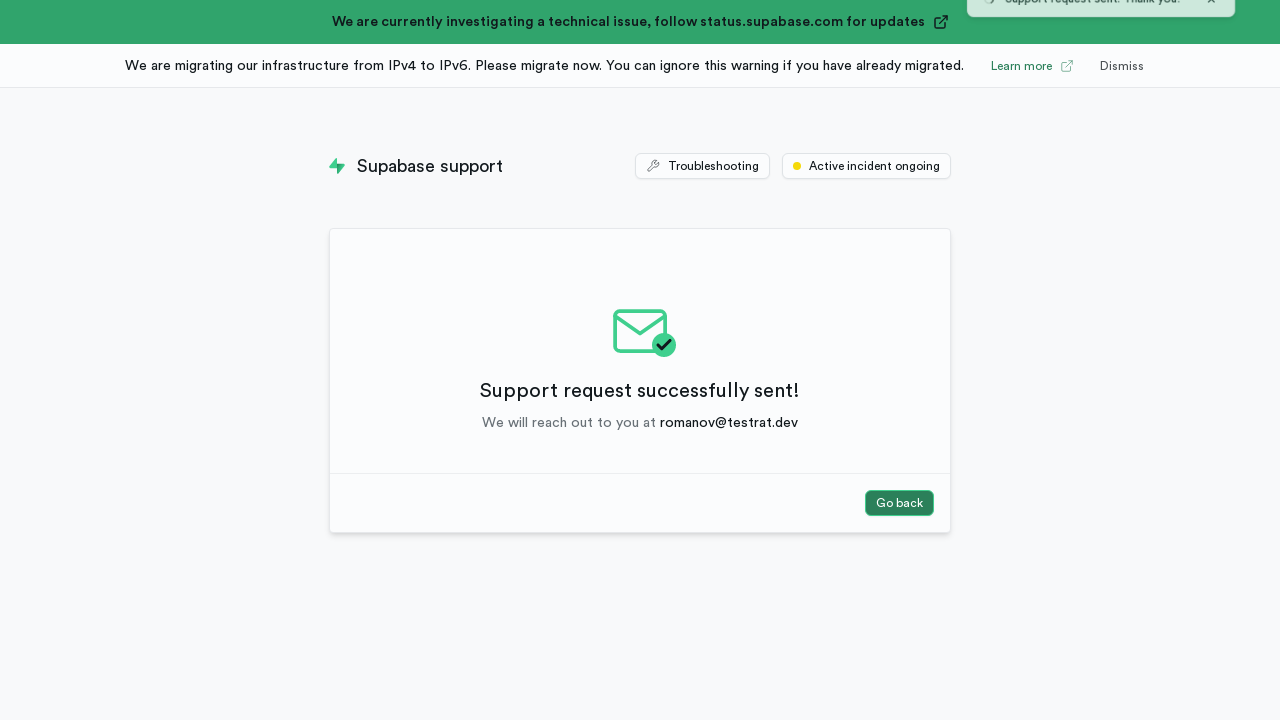 We are currently investigating a technical issue, follow status.supabase.com for updates
Support request sent. Thank you!
We are migrating our infrastructure from IPv4 to IPv6. Please migrate now. You can ignore this warning if you have already migrated.
Learn more
Dismiss
Supabase support
Troubleshooting
Active incident ongoing
Support request successfully sent!
We will reach out to you at romanov@testrat.dev
Go back